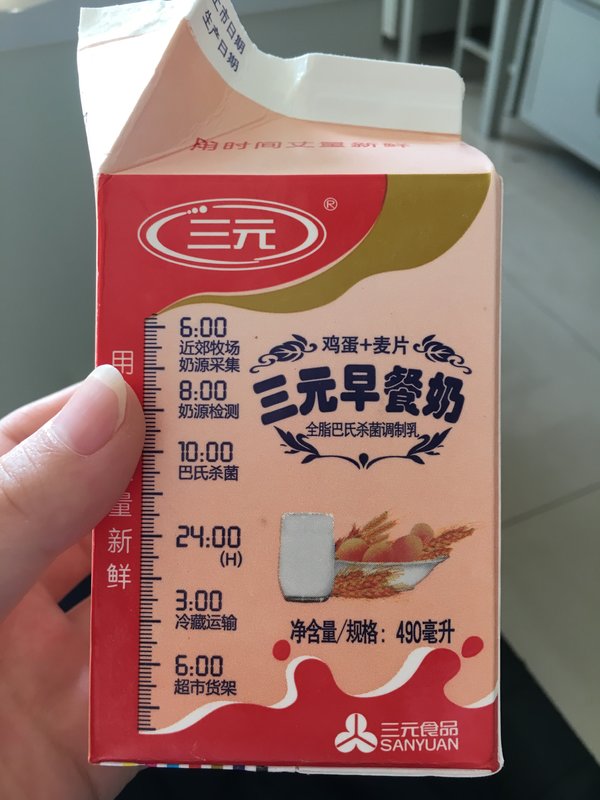 上市日期
生产日期
用时间丈量新鲜
三元®
6:00
近郊牧场
奶源采集
8:00
奶源检测
10:00
巴氏杀菌
24:00
(H)
3:00
冷藏运输
6:00
超市货架
用
量新鲜
鸡蛋+麦片
三元早餐奶
全脂巴氏杀菌调制乳
净含量/规格：490毫升
三元食品
SANYUAN